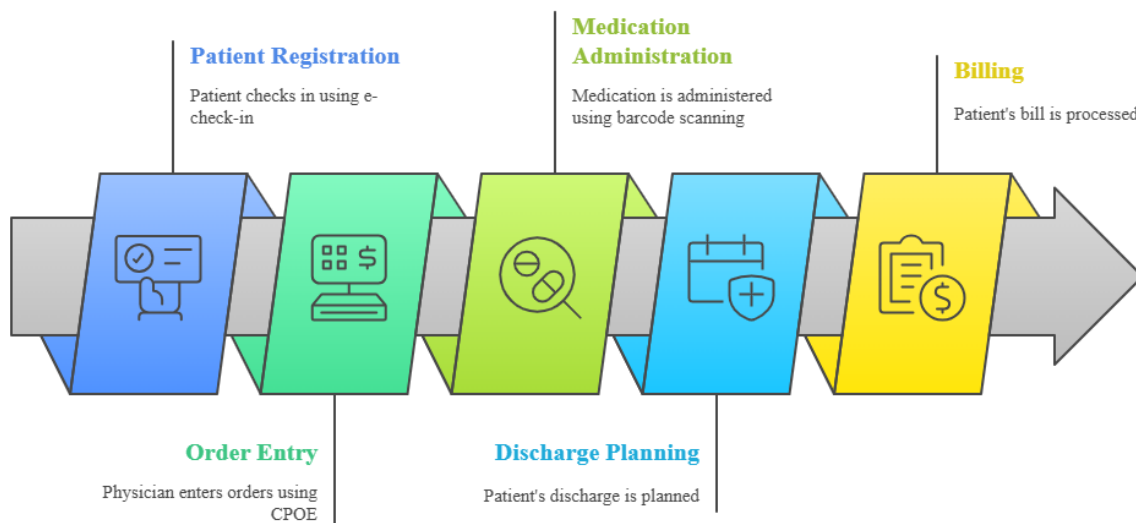 Patient Registration
Patient checks in using e-
check-in
Order Entry
Physician enters orders using
CPOE
Medication
Administration
Medication is administered
using barcode scanning
Discharge Planning
Patient's discharge is planned
Billing
Patient's bill is processed
$
$